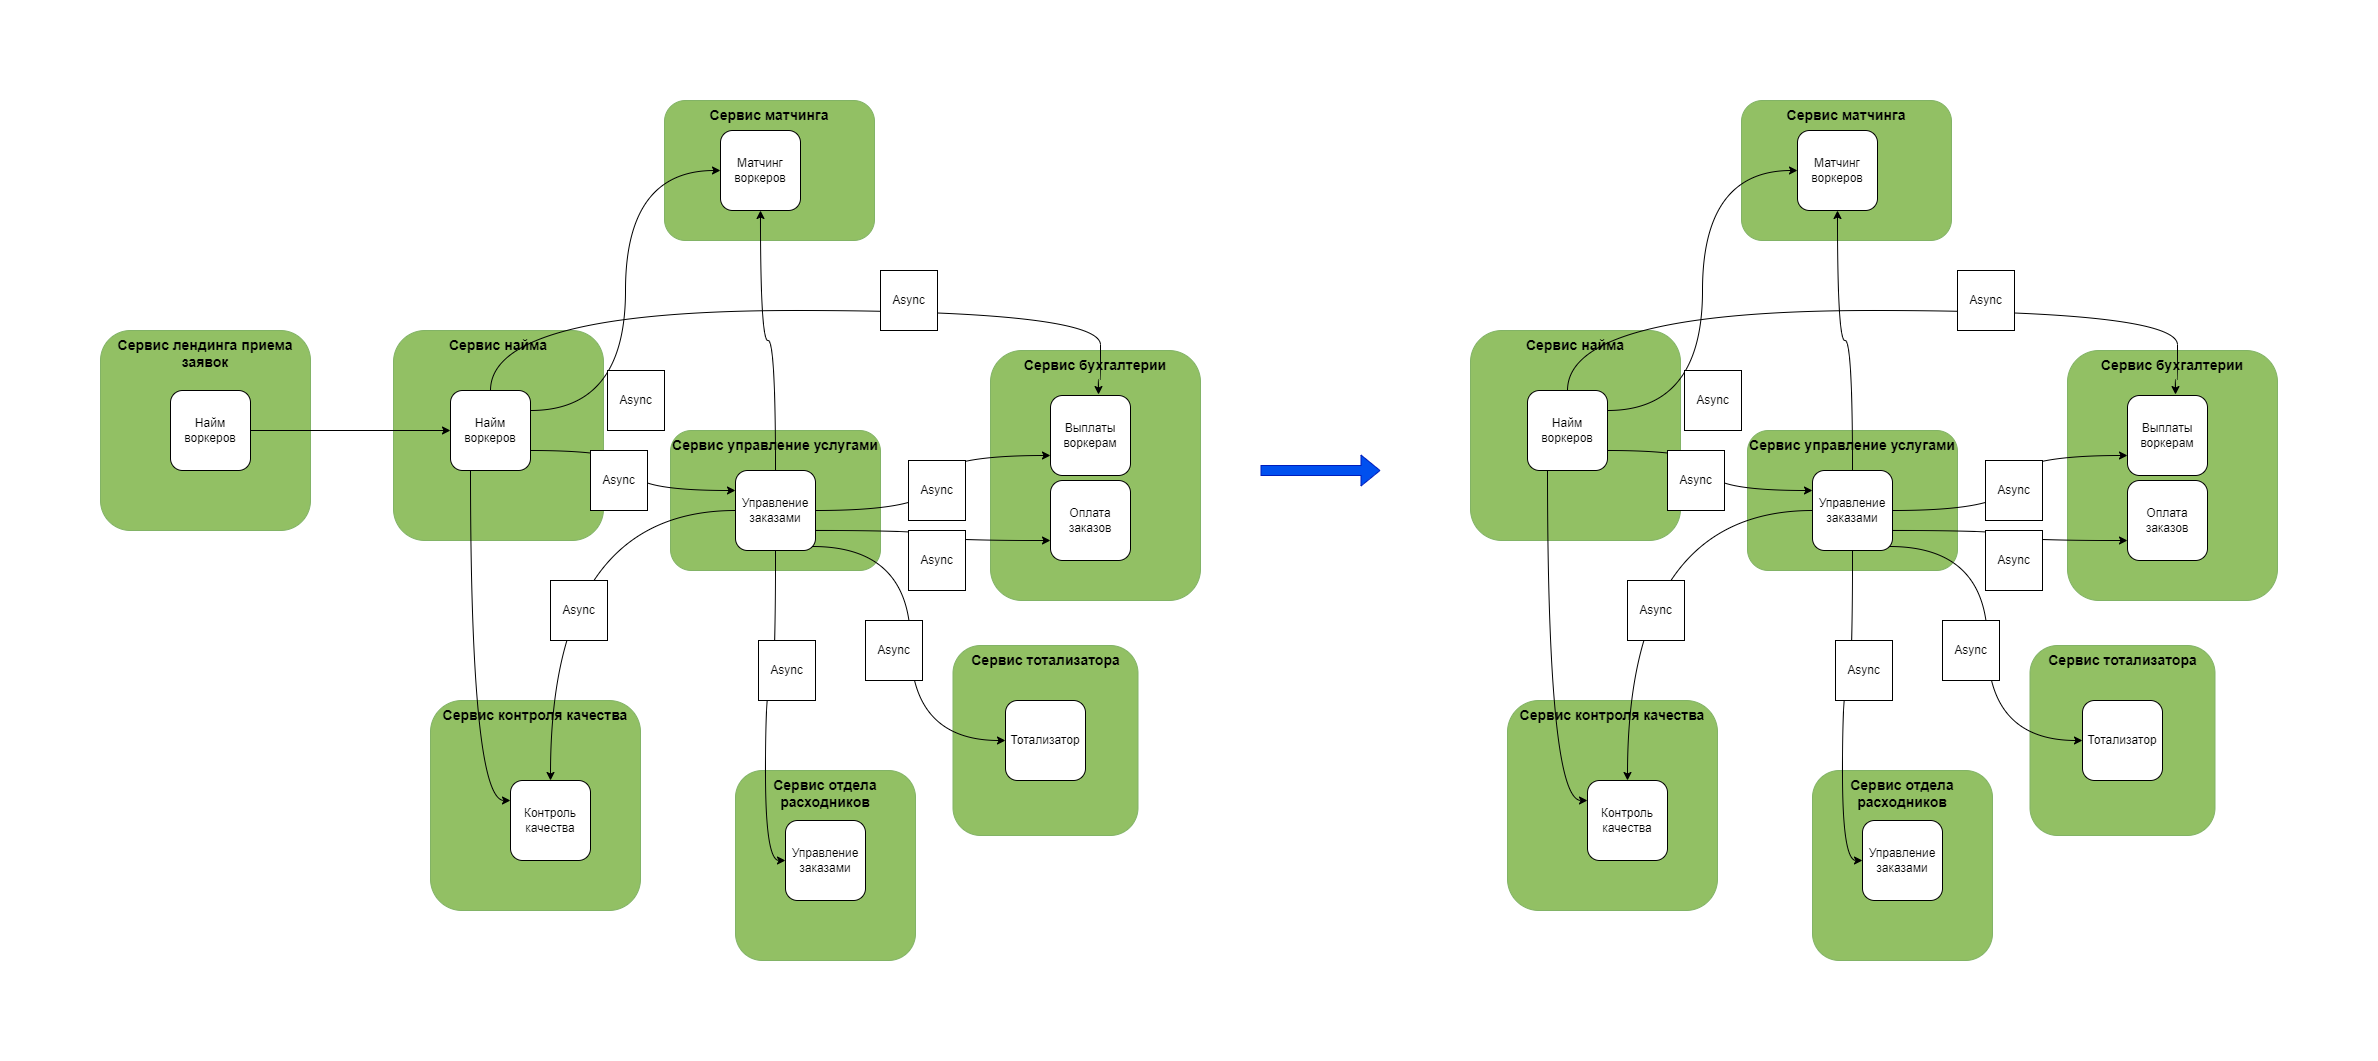 Сервис матчинга
Матчинг
воркеров
Async
Сервис лендинга приема
заявок
Найм
воркеров
Сервис найма
Найм
воркеров
Async
Сервис бухгалтерии
Выплаты
воркерам
Оплата
заказов
Сервис управление услугами
Управление
заказами
Async
Async
Async
Async
Async
Async
Сервис тотализатора
Тотализатор
Сервис контроля качества
Контроль
качества
Сервис отдела
расходников
Управление
заказами
Сервис матчинга
Матчинг
воркеров
Async
Сервис найма
Найм
воркеров
Async
Сервис бухгалтерии
Выплаты
воркерам
Оплата
заказов
Сервис управление услугами
Управление
заказами
Async
Async
Async
Async
Async
Async
Сервис тотализатора
Тотализатор
Сервис контроля качества
Контроль
качества
Сервис отдела
расходников
Управление
заказами